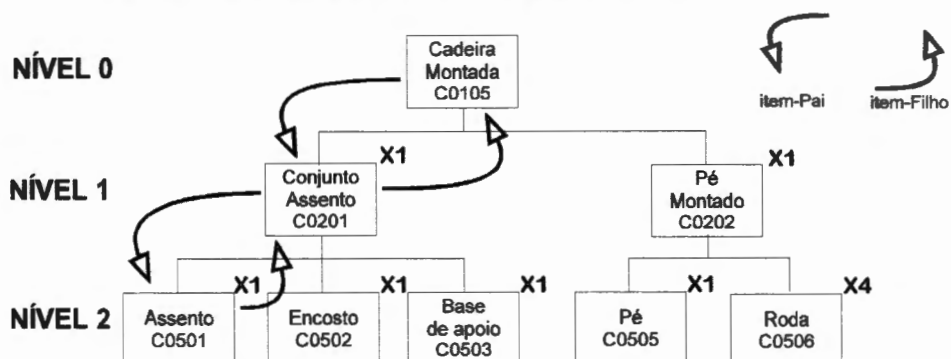 NÍVEL 0
Cadeira
Montada
C0105
item-Pai
item-Filho
NÍVEL 1
X1
Conjunto
Assento
C0201
X1
Pé
Montado
C0202
NÍVEL 2
X1
Assento
C0501
X1
Encosto
C0502
X1
Base
de apoio
C0503
X1
Pé
C0505
X4
Roda
C0506